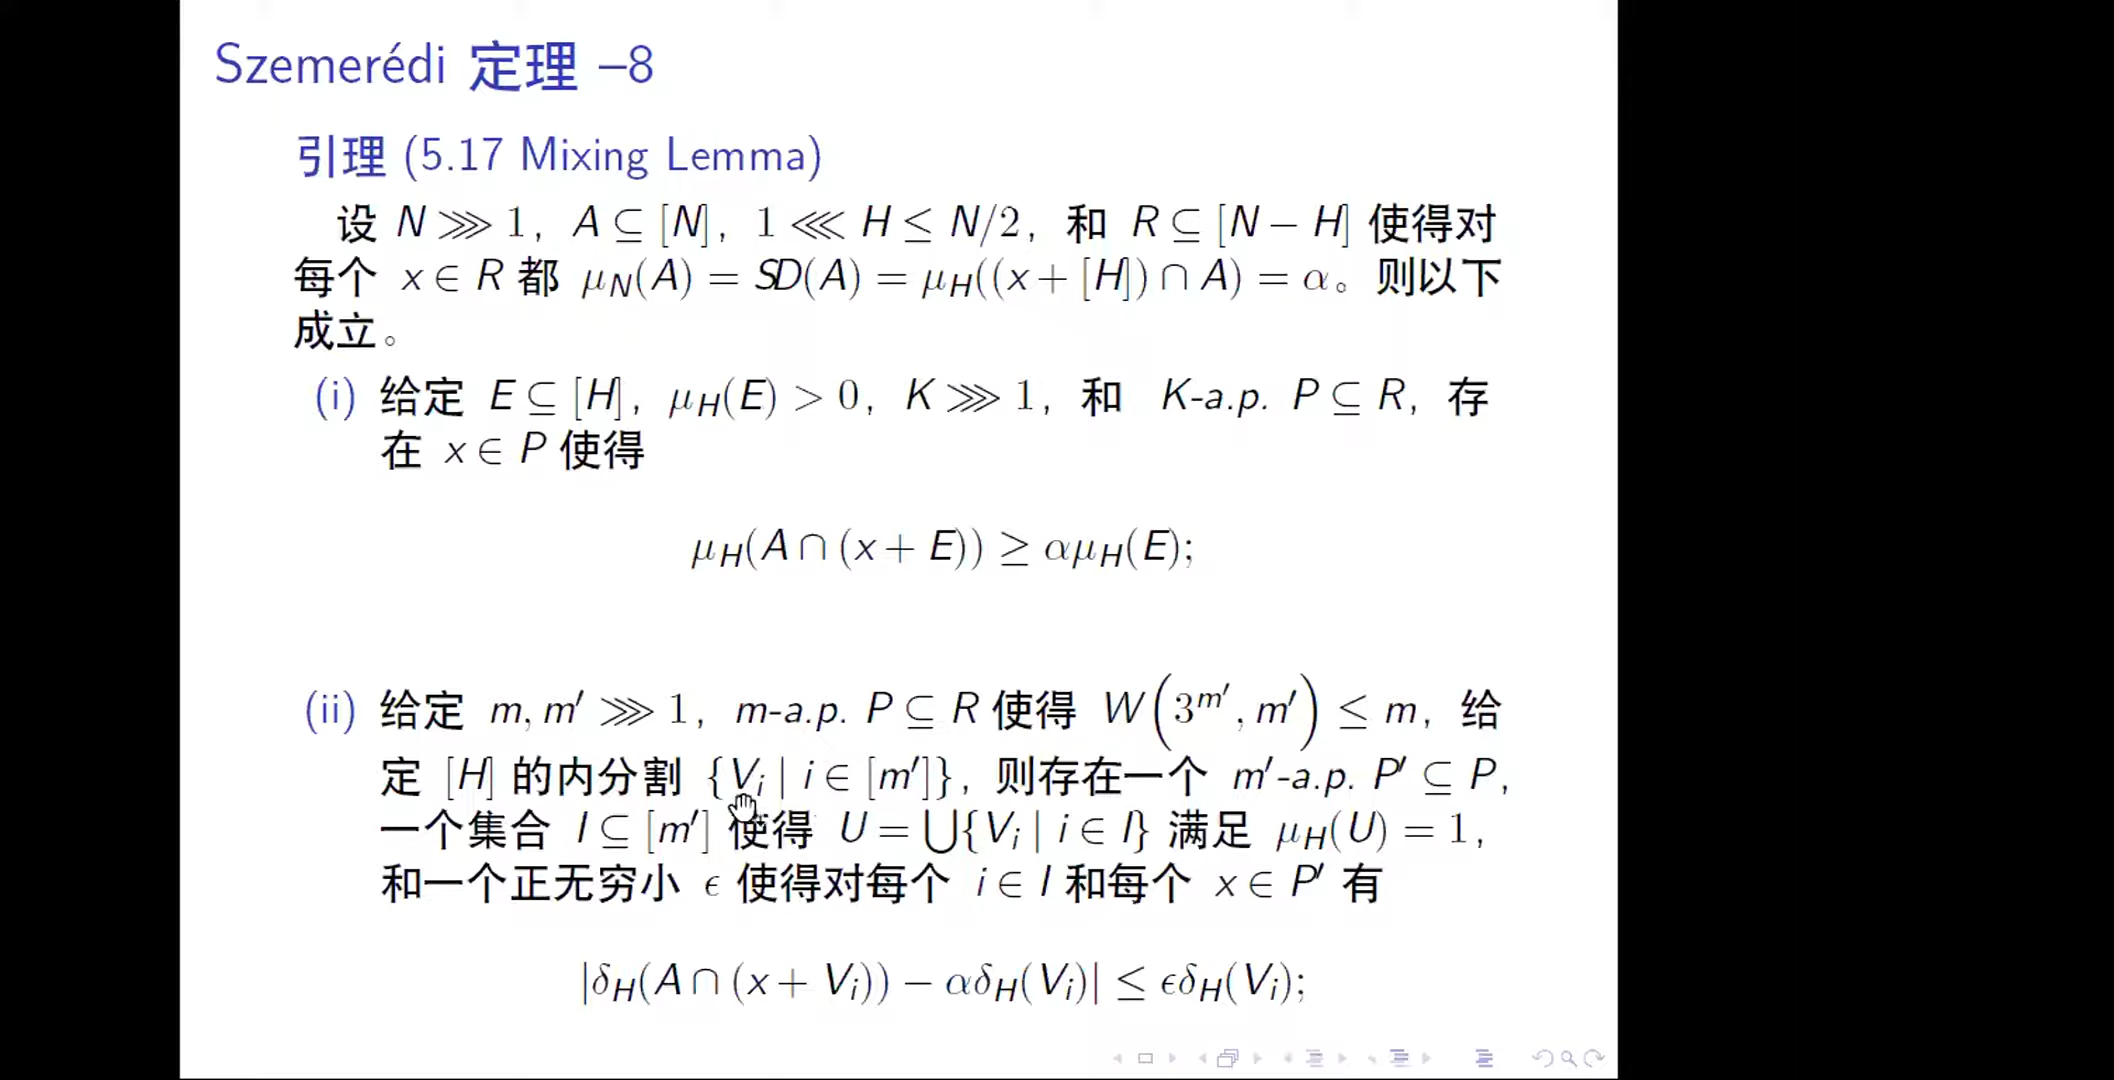 Szemerédi 定理 –8
引理 (5.17 Mixing Lemma)
设 N ⋙ 1, A ⊆ [N], 1 ⋘ H ≤ N/2, 和 R ⊆ [N − H] 使得对
每个 x ∈ R 都 μ_N(A) = SD(A) = μ_H((x + [H]) ∩ A) = α。则以下
成立。
(i) 给定 E ⊆ [H], μ_H(E) > 0, K ⋙ 1, 和 K-a.p. P ⊆ R, 存
在 x ∈ P 使得
μ_H(A ∩ (x + E)) ≥ αμ_H(E);
(ii) 给定 m, m′ ⋙ 1, m-a.p. P ⊆ R 使得 W(3^{m′}, m′) ≤ m, 给
定 [H] 的内分割 {V_i | i ∈ [m′]}, 则存在一个 m′-a.p. P′ ⊆ P,
一个集合 I ⊆ [m′] 使得 U = ⋃{V_i | i ∈ I} 满足 μ_H(U) = 1,
和一个正无穷小 ϵ 使得对每个 i ∈ I 和每个 x ∈ P′ 有
|δ_H(A ∩ (x + V_i)) − αδ_H(V_i)| ≤ ϵδ_H(V_i);